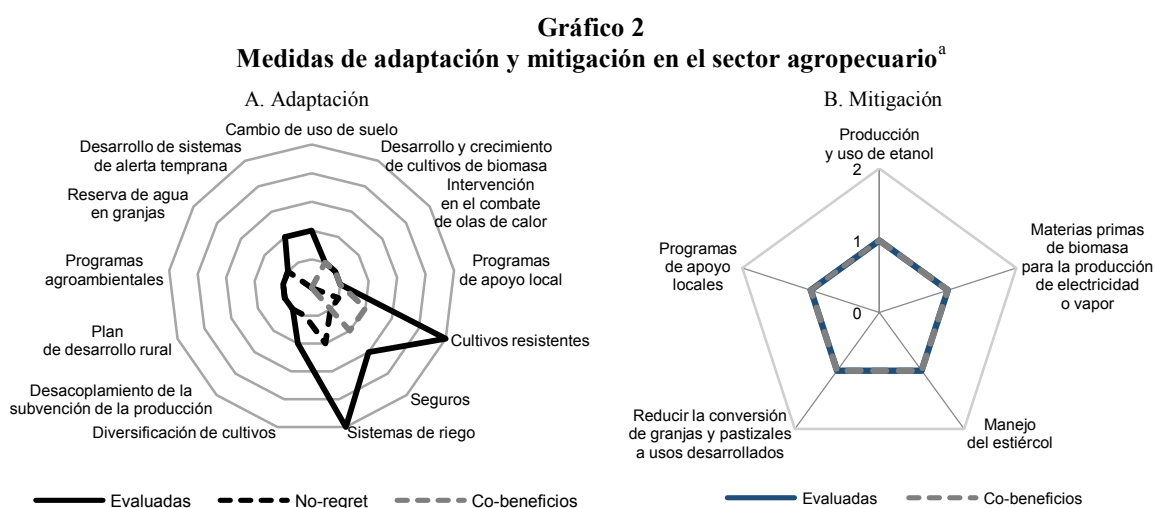 Gráfico 2
Medidas de adaptación y mitigación en el sector agropecuarioᵃ
A. Adaptación
Cambio de uso de suelo
Desarrollo y crecimiento
de cultivos de biomasa
Intervención
en el combate
de olas de calor
Programas
de apoyo local
Cultivos resistentes
Seguros
Sistemas de riego
Diversificación de cultivos
Desacoplamiento de la
subvención de la producción
Plan
de desarrollo rural
Programas
agroambientales
Reserva de agua
en granjas
Desarrollo de sistemas
de alerta temprana
Evaluadas No-regret Co-beneficios
B. Mitigación
Producción
y uso de etanol
2
1
0
Materias primas
de biomasa
para la producción
de electricidad
o vapor
Manejo
del estiércol
Reducir la conversión
de granjas y pastizales
a usos desarrollados
Programas
de apoyo
locales
Evaluadas Co-beneficios